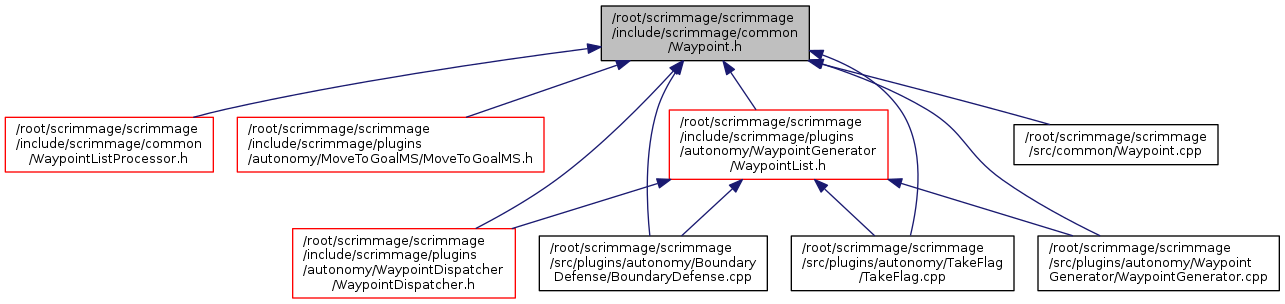 /root/scrimmage/scrimmage
/include/scrimmage/common
/Waypoint.h
/root/scrimmage/scrimmage
/include/scrimmage/common
/WaypointListProcessor.h
/root/scrimmage/scrimmage
/include/scrimmage/plugins
/autonomy/MoveToGoalMS/MoveToGoalMS.h
/root/scrimmage/scrimmage
/include/scrimmage/plugins
/autonomy/WaypointGenerator
/WaypointList.h
/root/scrimmage/scrimmage
/src/common/Waypoint.cpp
/root/scrimmage/scrimmage
/include/scrimmage/plugins
/autonomy/WaypointDispatcher
/WaypointDispatcher.h
/root/scrimmage/scrimmage
/src/plugins/autonomy/Boundary
Defense/BoundaryDefense.cpp
/root/scrimmage/scrimmage
/src/plugins/autonomy/TakeFlag
/TakeFlag.cpp
/root/scrimmage/scrimmage
/src/plugins/autonomy/Waypoint
Generator/WaypointGenerator.cpp